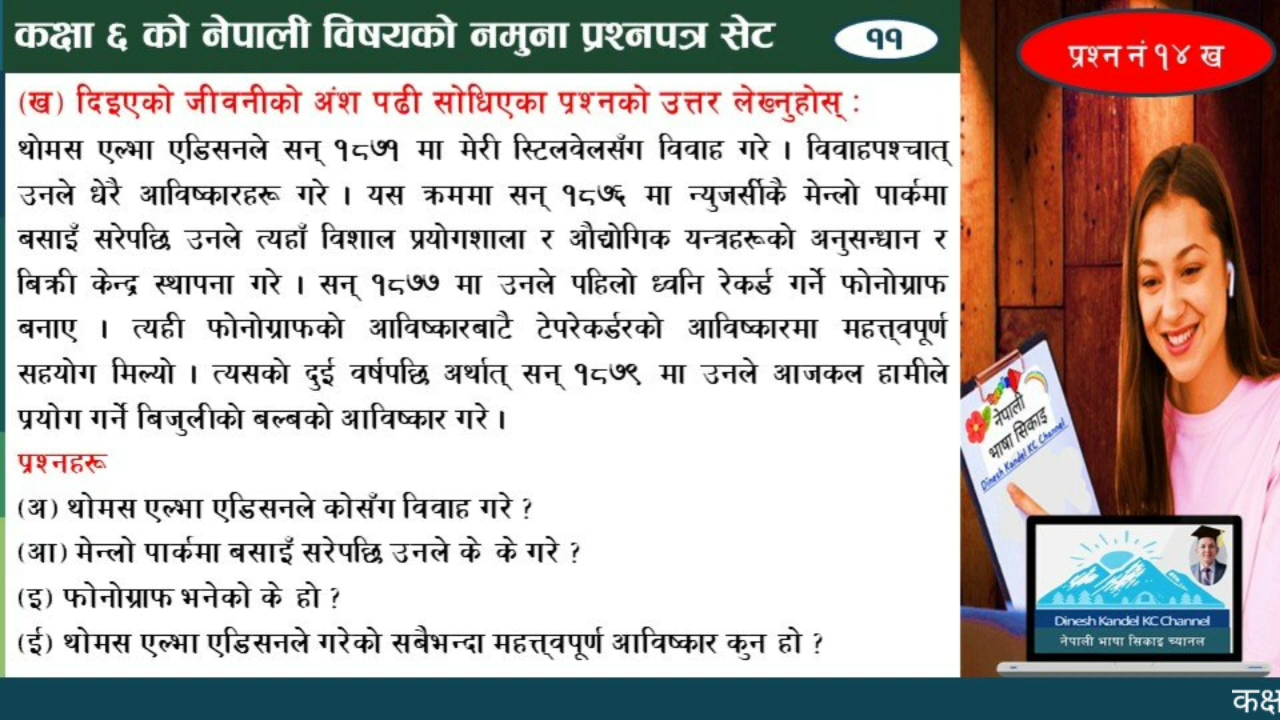 कक्षा ६ को नेपाली विषयको नमुना प्रश्नपत्र सेट ११
प्रश्न नं १४ ख
(ख) दिइएको जीवनीको अंश पढी सोधिएका प्रश्नको उत्तर लेख्नुहोस् :
थोमस एल्भा एडिसनले सन् १८७१ मा मेरी स्टिलवेलसँग विवाह गरे । विवाहपश्चात्
उनले धेरै आविष्कारहरू गरे । यस क्रममा सन् १८७६ मा न्युजर्सीकै मेन्लो पार्कमा
बसाइँ सरेपछि उनले त्यहाँ विशाल प्रयोगशाला र औद्योगिक यन्त्रहरूको अनुसन्धान र
बिक्री केन्द्र स्थापना गरे । सन् १८७७ मा उनले पहिलो ध्वनि रेकर्ड गर्ने फोनोग्राफ
बनाए । त्यही फोनोग्राफको आविष्कारबाटै टेपरेकर्डरको आविष्कारमा महत्त्वपूर्ण
सहयोग मिल्यो । त्यसको दुई वर्षपछि अर्थात् सन् १८७९ मा उनले आजकल हामीले
प्रयोग गर्ने बिजुलीको बल्बको आविष्कार गरे ।
प्रश्नहरू
(अ) थोमस एल्भा एडिसनले कोसँग विवाह गरे ?
(आ) मेन्लो पार्कमा बसाइँ सरेपछि उनले के के गरे ?
(इ) फोनोग्राफ भनेको के हो ?
(ई) थोमस एल्भा एडिसनले गरेको सबैभन्दा महत्त्वपूर्ण आविष्कार कुन हो ?
नेपाली
भाषा सिकाइ
Dinesh Kandel KC Channel
Dinesh Kandel KC Channel
नेपाली भाषा सिकाइ च्यानल
कक्ष